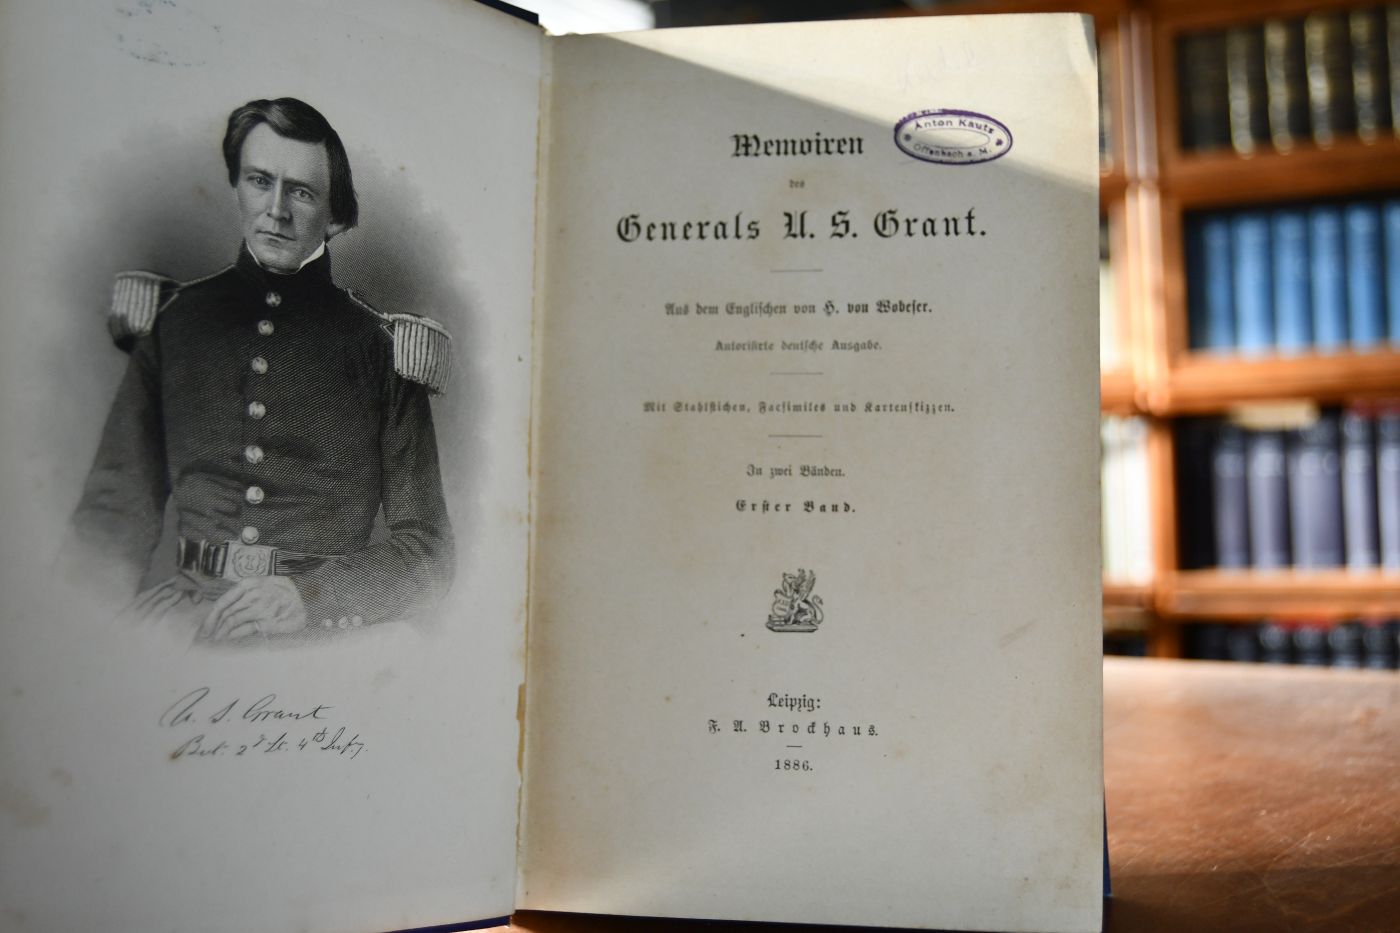 U. S. Grant
Bvt. 2d Lt. 4th Infy.
Memoiren
des
Generals U. S. Grant.
Anton Kautz
Offenbach a. M.
Aus dem Englischen von H. von Wobeser.
Autorisirte deutsche Ausgabe.
Mit Stahlstichen, Facsimiles und Kartenskizzen.
In zwei Bänden.
Erster Band.
Leipzig:
F. A. Brockhaus.
1886.